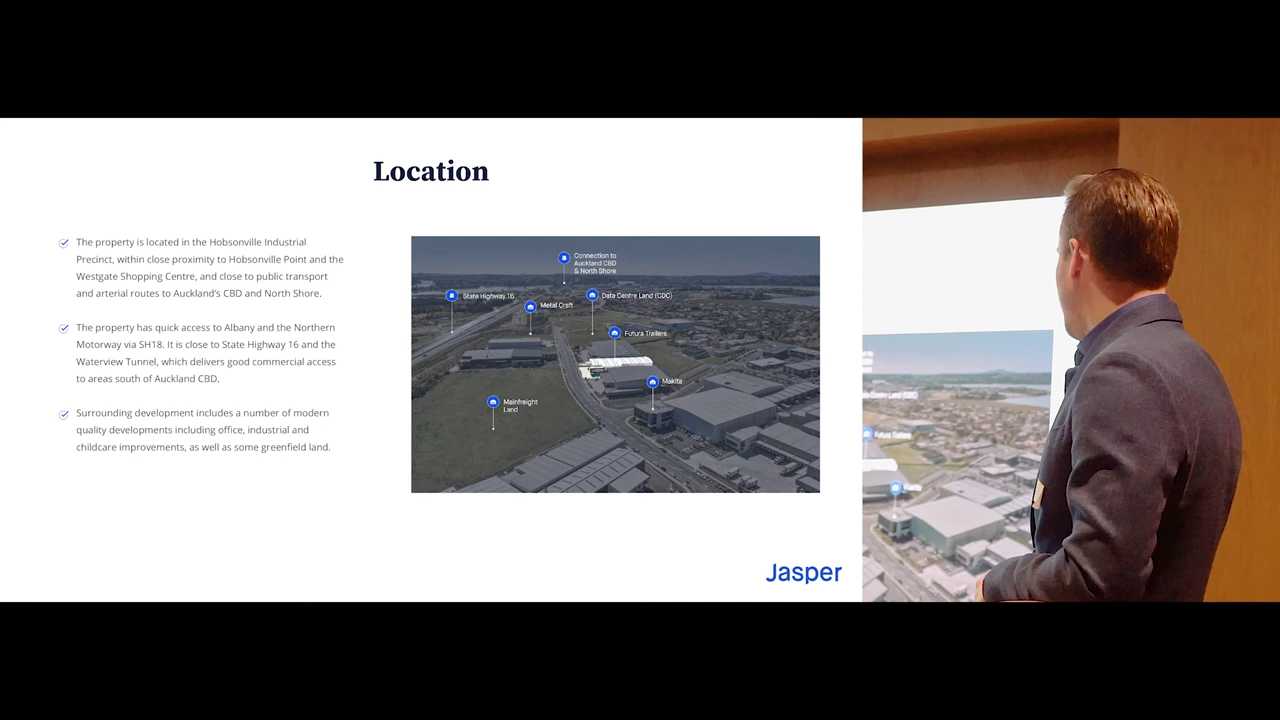 Location
The property is located in the Hobsonville Industrial
Precinct, within close proximity to Hobsonville Point and the
Westgate Shopping Centre, and close to public transport
and arterial routes to Auckland's CBD and North Shore.
The property has quick access to Albany and the Northern
Motorway via SH18. It is close to State Highway 16 and the
Waterview Tunnel, which delivers good commercial access
to areas south of Auckland CBD.
Surrounding development includes a number of modern
quality developments including office, industrial and
childcare improvements, as well as some greenfield land.
Connection to
Auckland CBD
& North Shore
State Highway 16
Metal Craft
Data Centre Land (CDC)
Futura Trailers
Makita
Mainfreight
Land
Jasper
Centre Land (CDC)
Futura Trailers